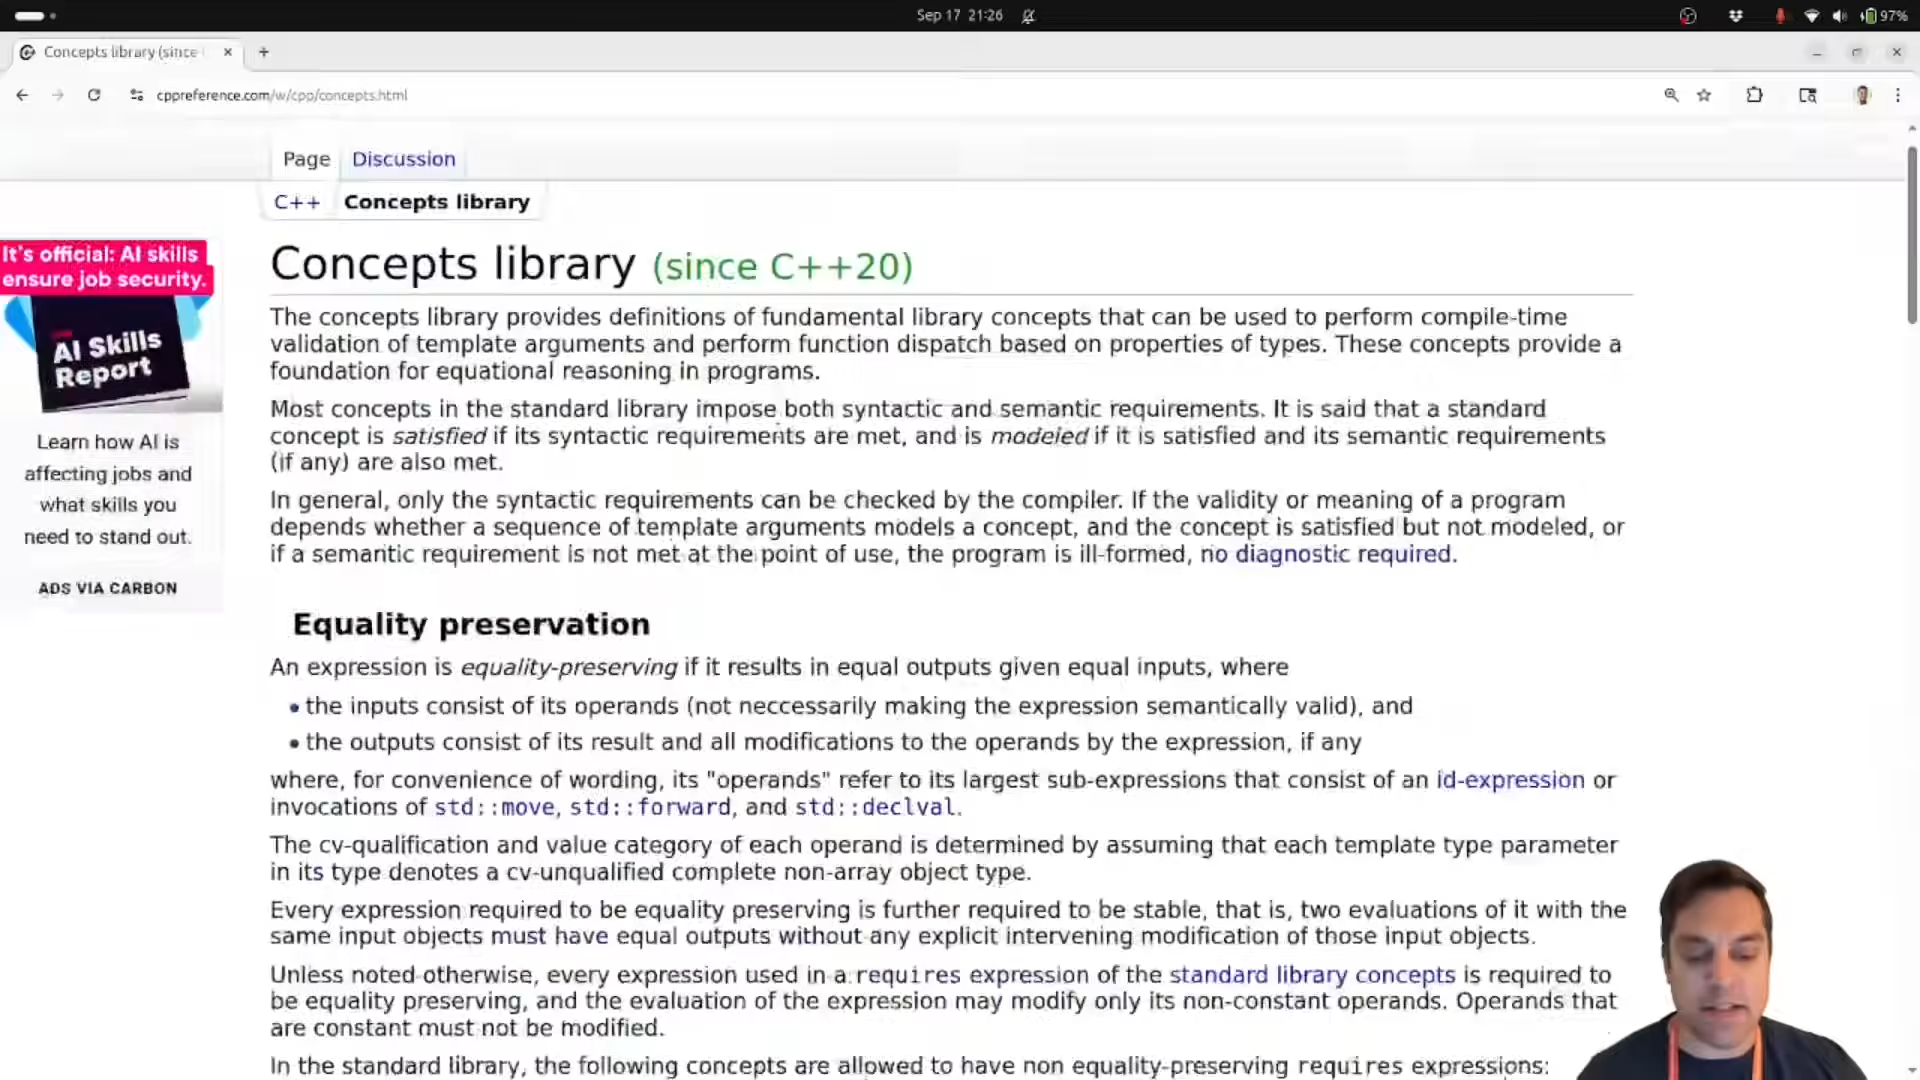 Sep 17 21:26
97%
Concepts library (since
cppreference.com/w/cpp/concepts.html
Page Discussion
C++ Concepts library
It's official: AI skills
ensure job security.
AI Skills
Report
Learn how AI is
affecting jobs and
what skills you
need to stand out.
ADS VIA CARBON
Concepts library (since C++20)
The concepts library provides definitions of fundamental library concepts that can be used to perform compile-time
validation of template arguments and perform function dispatch based on properties of types. These concepts provide a
foundation for equational reasoning in programs.
Most concepts in the standard library impose both syntactic and semantic requirements. It is said that a standard
concept is satisfied if its syntactic requirements are met, and is modeled if it is satisfied and its semantic requirements
(if any) are also met.
In general, only the syntactic requirements can be checked by the compiler. If the validity or meaning of a program
depends whether a sequence of template arguments models a concept, and the concept is satisfied but not modeled, or
if a semantic requirement is not met at the point of use, the program is ill-formed, no diagnostic required.
Equality preservation
An expression is equality-preserving if it results in equal outputs given equal inputs, where
• the inputs consist of its operands (not neccessarily making the expression semantically valid), and
• the outputs consist of its result and all modifications to the operands by the expression, if any
where, for convenience of wording, its "operands" refer to its largest sub-expressions that consist of an id-expression or
invocations of std::move, std::forward, and std::declval.
The cv-qualification and value category of each operand is determined by assuming that each template type parameter
in its type denotes a cv-unqualified complete non-array object type.
Every expression required to be equality preserving is further required to be stable, that is, two evaluations of it with the
same input objects must have equal outputs without any explicit intervening modification of those input objects.
Unless noted otherwise, every expression used in a requires expression of the standard library concepts is required to
be equality preserving, and the evaluation of the expression may modify only its non-constant operands. Operands that
are constant must not be modified.
In the standard library, the following concepts are allowed to have non equality-preserving requires expressions: